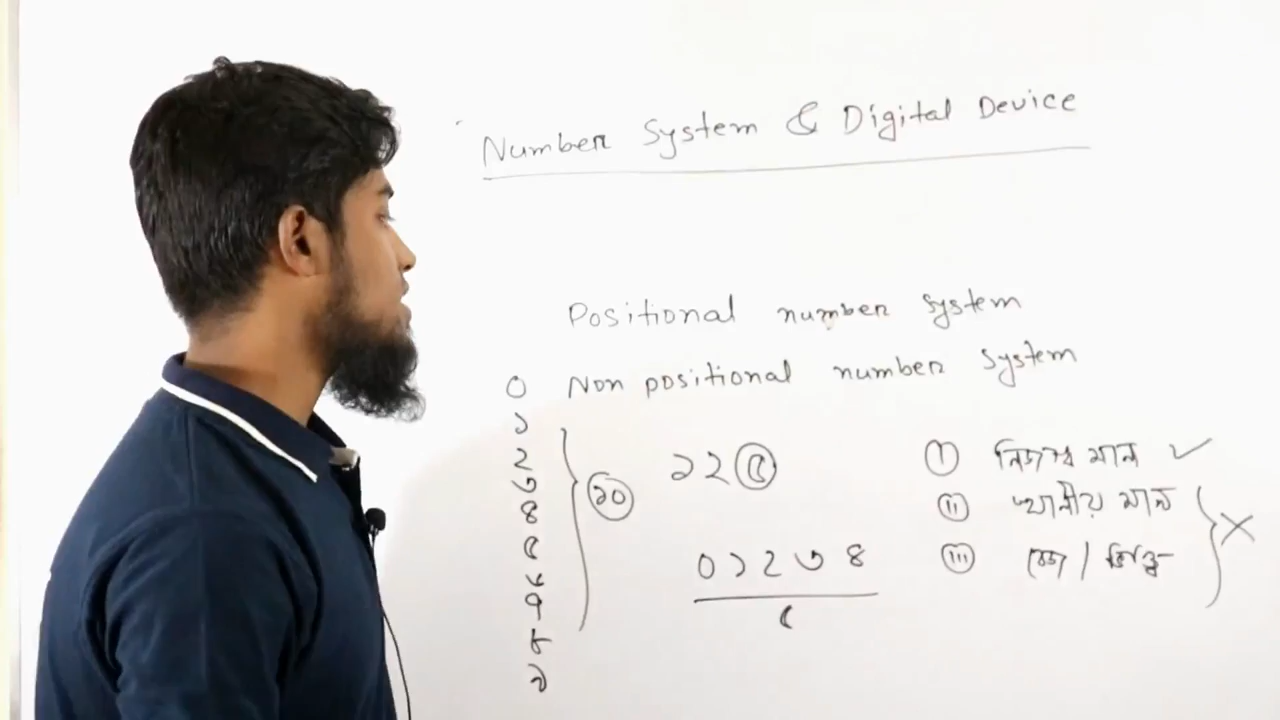 Number System & Digital Device
Positional number system
Non positional number system
০
১
২
৩
৪
৫
৬
৭
৮
৯
১০
১২৫
০১২৩৪
৫
(i) নিজস্ব মান ✓
(ii) স্থানীয় মান
(iii) বেজ / ভিত্তি
✗